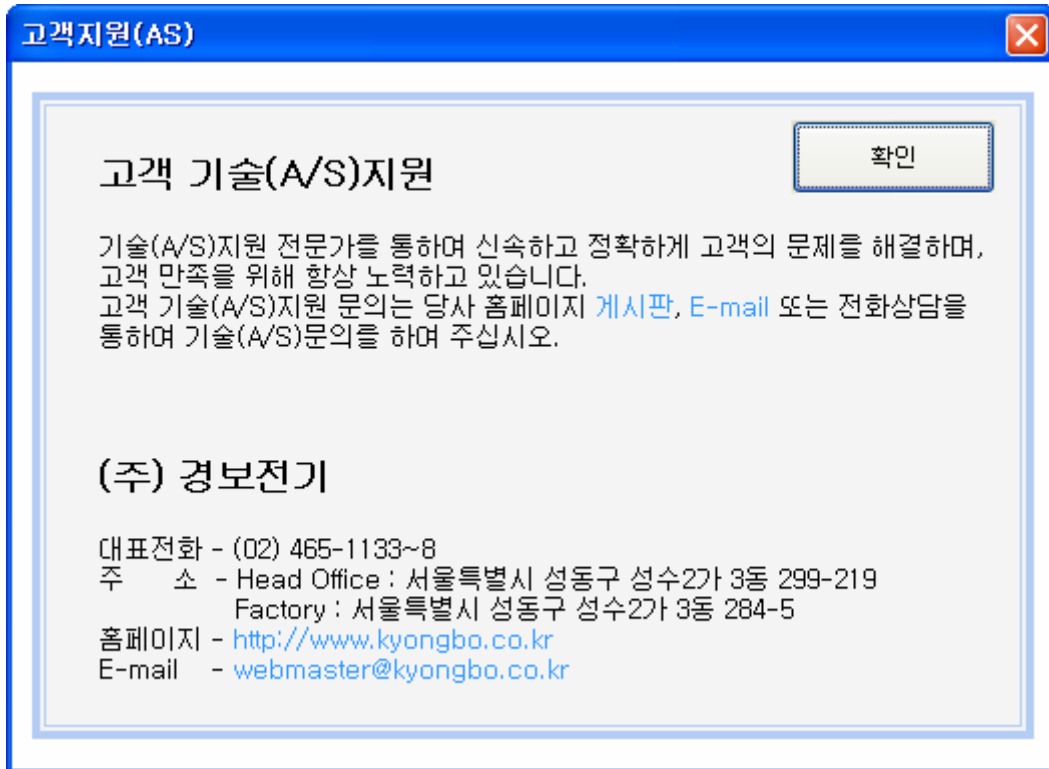 고객지원(AS)
확인
고객 기술(A/S)지원
기술(A/S)지원 전문가를 통하여 신속하고 정확하게 고객의 문제를 해결하며,
고객 만족을 위해 항상 노력하고 있습니다.
고객 기술(A/S)지원 문의는 당사 홈페이지 게시판, E-mail 또는 전화상담을
통하여 기술(A/S)문의를 하여 주십시오.
(주) 경보전기
대표전화 - (02) 465-1133~8
주 소 - Head Office : 서울특별시 성동구 성수2가 3동 299-219
Factory : 서울특별시 성동구 성수2가 3동 284-5
홈페이지 - http://www.kyongbo.co.kr
E-mail - webmaster@kyongbo.co.kr